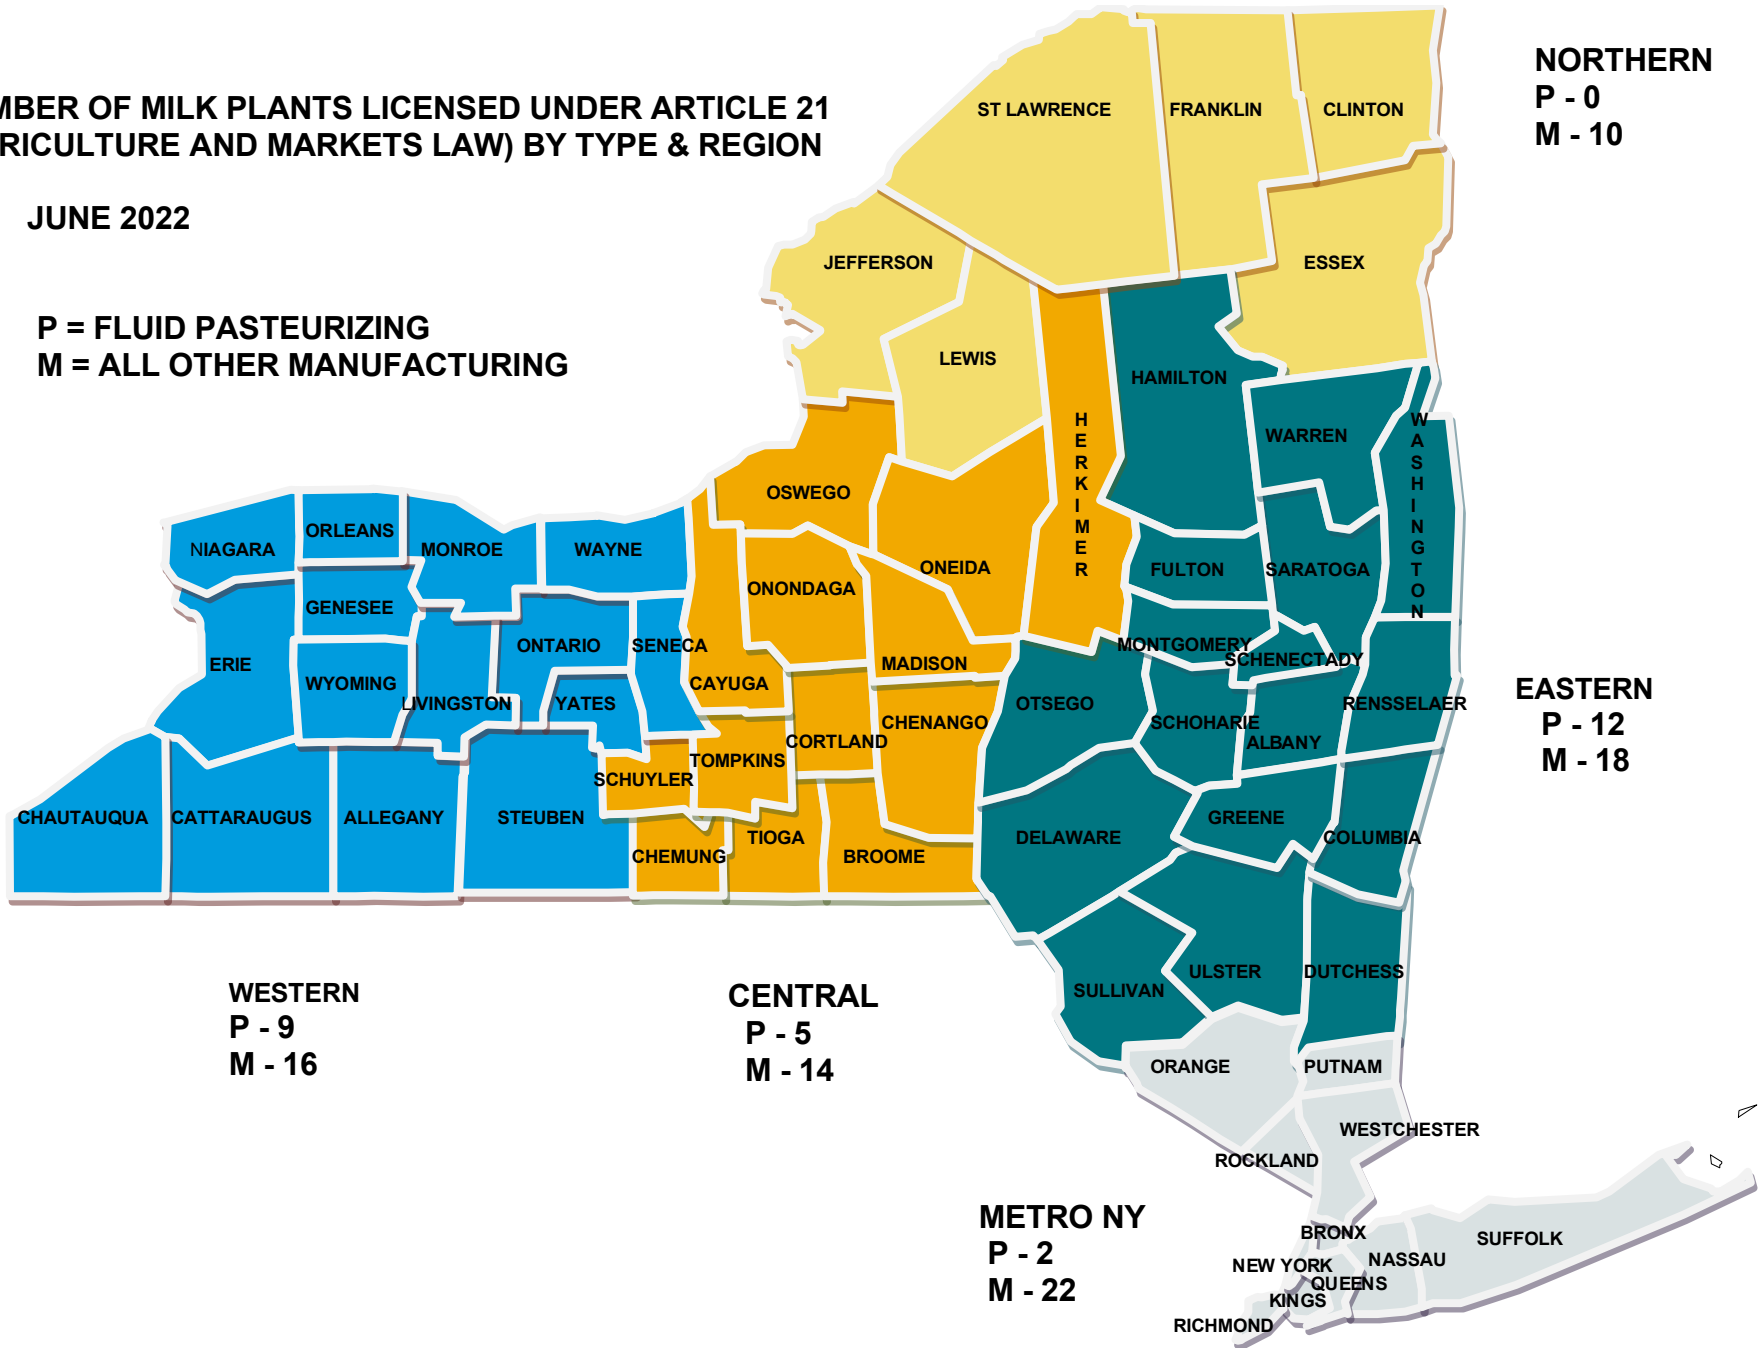 MBER OF MILK PLANTS LICENSED UNDER ARTICLE 21
RICULTURE AND MARKETS LAW) BY TYPE & REGION
JUNE 2022
P = FLUID PASTEURIZING
M = ALL OTHER MANUFACTURING
NORTHERN
P - 0
M - 10
ST LAWRENCE
FRANKLIN
CLINTON
JEFFERSON
ESSEX
LEWIS
HAMILTON
HERKIMER
WARREN
WASHINGTON
OSWEGO
NIAGARA
ORLEANS
MONROE
WAYNE
ONONDAGA
ONEIDA
FULTON
SARATOGA
GENESEE
ERIE
ONTARIO
SENECA
MONTGOMERY
SCHENECTADY
WYOMING
LIVINGSTON
YATES
CAYUGA
MADISON
OTSEGO
SCHOHARIE
ALBANY
RENSSELAER
CHENANGO
CORTLAND
TOMPKINS
SCHUYLER
CHAUTAUQUA
CATTARAUGUS
ALLEGANY
STEUBEN
CHEMUNG
TIOGA
BROOME
DELAWARE
GREENE
COLUMBIA
EASTERN
P - 12
M - 18
SULLIVAN
ULSTER
DUTCHESS
WESTERN
P - 9
M - 16
CENTRAL
P - 5
M - 14
ORANGE
PUTNAM
WESTCHESTER
ROCKLAND
METRO NY
P - 2
M - 22
BRONX
NEW YORK
QUEENS
KINGS
RICHMOND
NASSAU
SUFFOLK